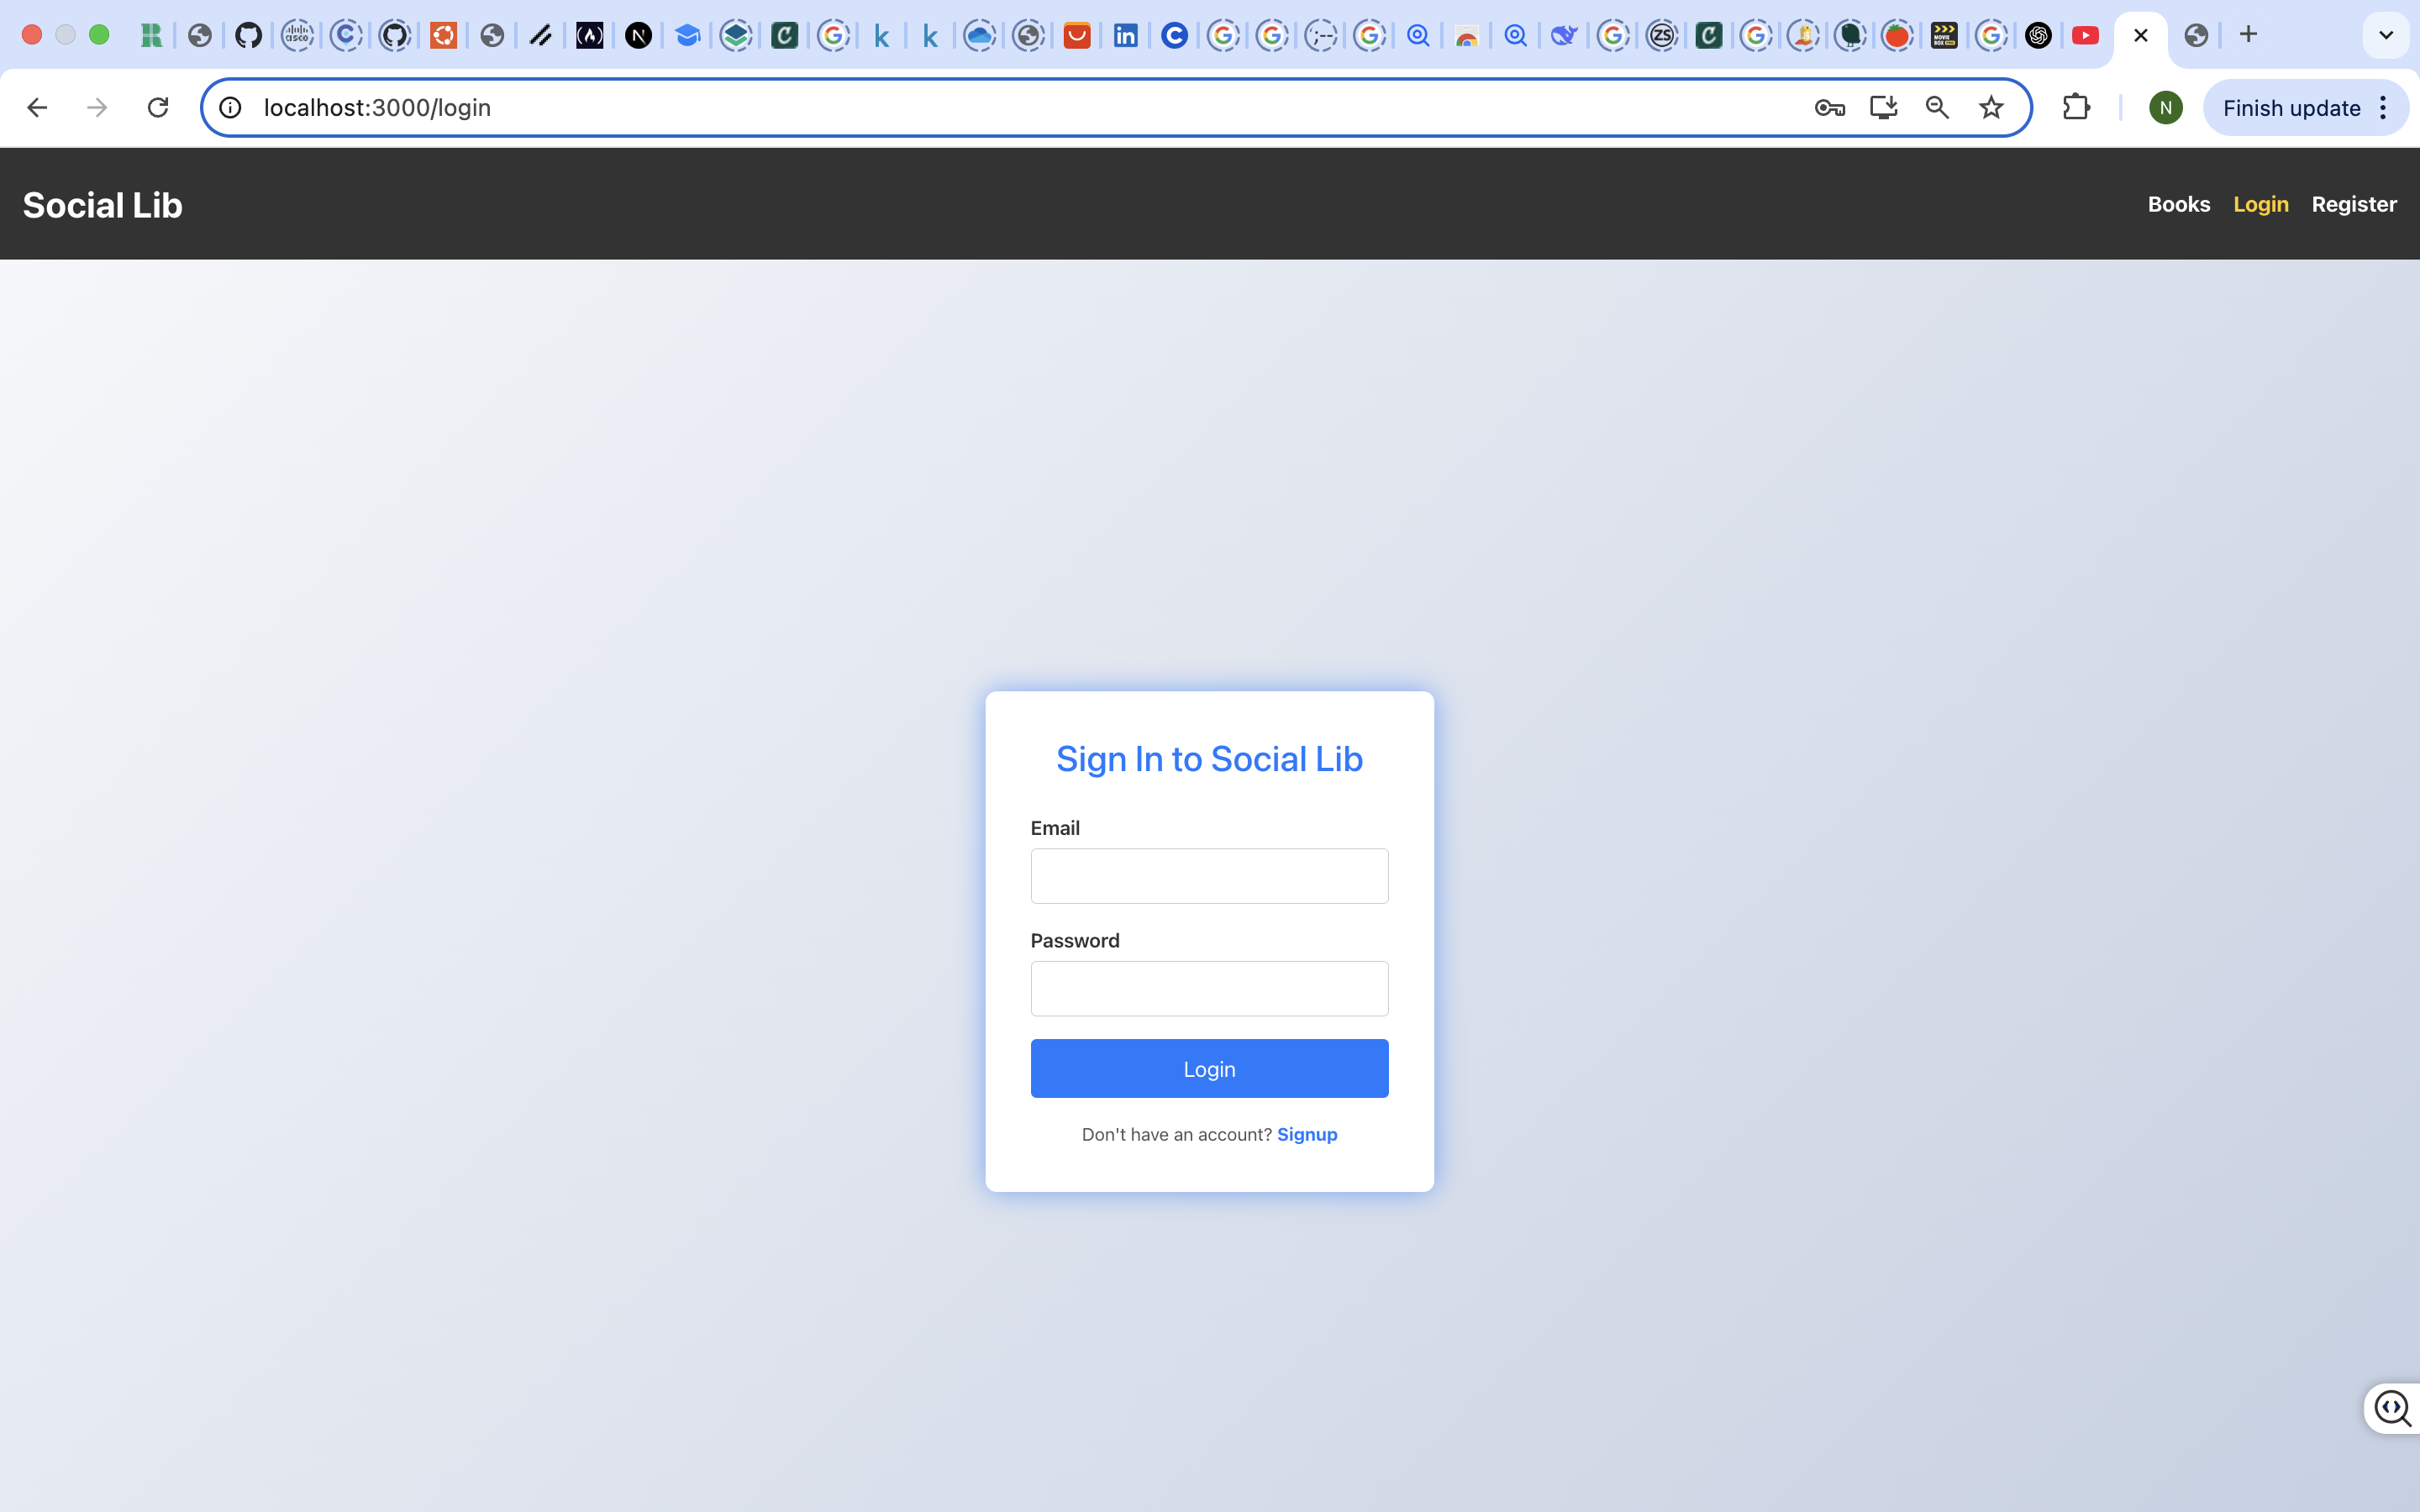 localhost:3000/login
N
Finish update
Social Lib
Books Login Register
Sign In to Social Lib
Email
Password
Login
Don't have an account? Signup